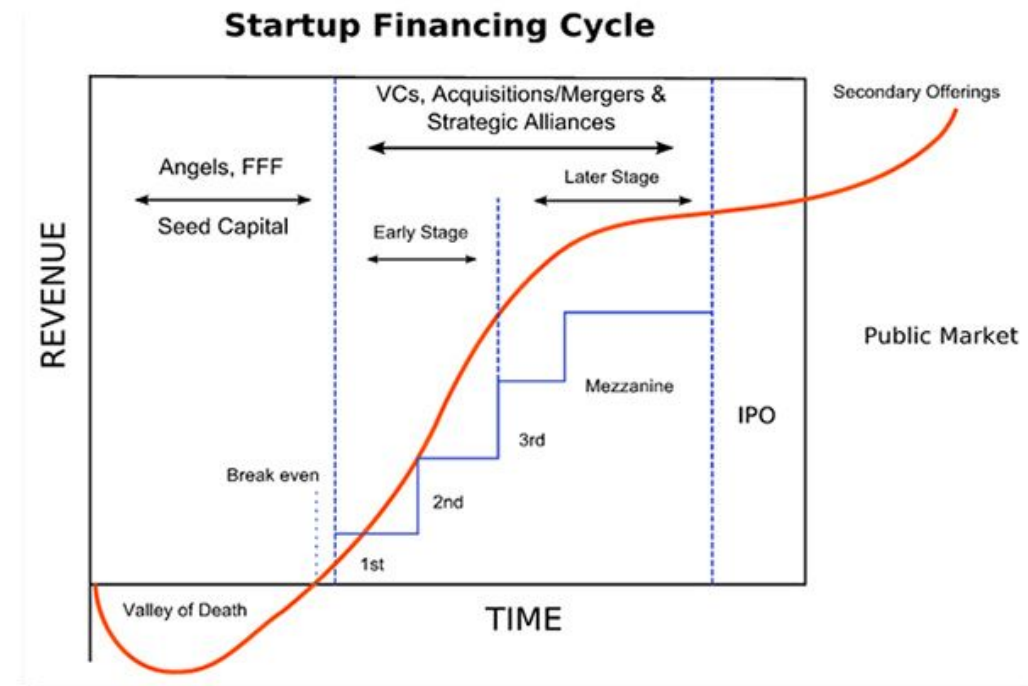 Startup Financing Cycle
VCs, Acquisitions/Mergers &
Strategic Alliances
Secondary Offerings
Angels, FFF
Seed Capital
Later Stage
Early Stage
REVENUE
Public Market
Mezzanine
IPO
3rd
Break even
2nd
1st
Valley of Death
TIME